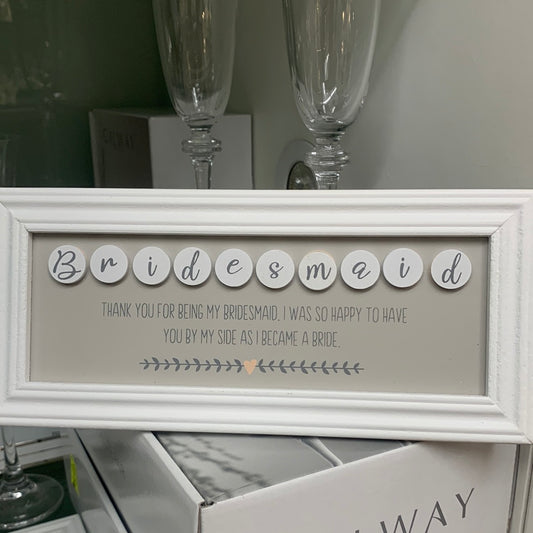 GALWAY
Bridesmaid
THANK YOU FOR BEING MY BRIDESMAID, I WAS SO HAPPY TO HAVE
YOU BY MY SIDE AS I BECAME A BRIDE.
WAY